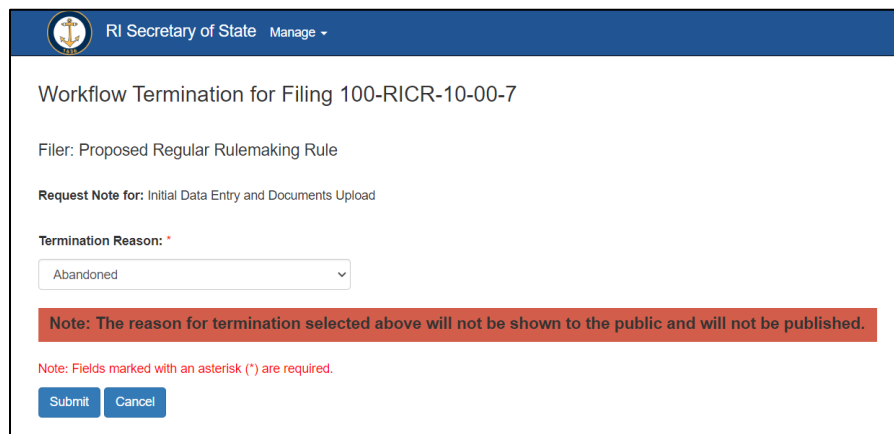 RI Secretary of State Manage
Workflow Termination for Filing 100-RICR-10-00-7
Filer: Proposed Regular Rulemaking Rule
Request Note for: Initial Data Entry and Documents Upload
Termination Reason: *
Abandoned
Note: The reason for termination selected above will not be shown to the public and will not be published.
Note: Fields marked with an asterisk (*) are required.
Submit Cancel